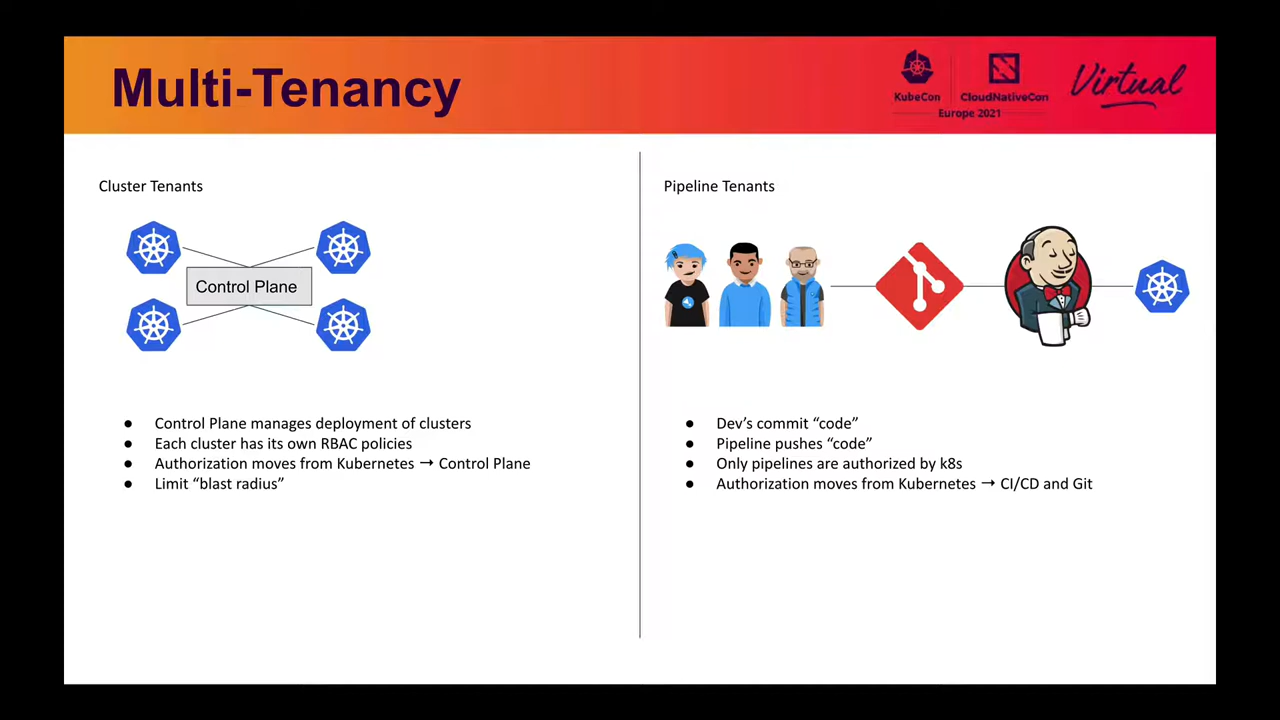 Multi-Tenancy
KubeCon
CloudNativeCon
Europe 2021
Virtual
Cluster Tenants
Control Plane
● Control Plane manages deployment of clusters
● Each cluster has its own RBAC policies
● Authorization moves from Kubernetes → Control Plane
● Limit “blast radius”
Pipeline Tenants
● Dev’s commit “code”
● Pipeline pushes “code”
● Only pipelines are authorized by k8s
● Authorization moves from Kubernetes → CI/CD and Git